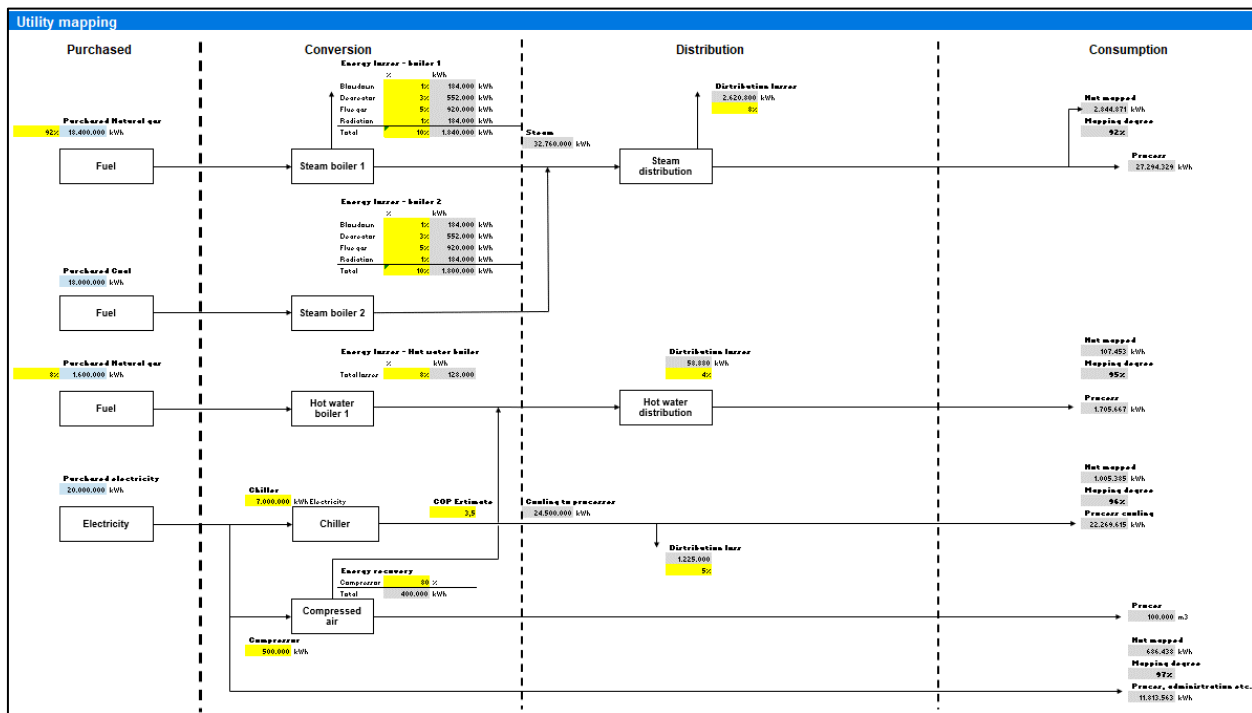 Utility mapping
Purchased
Conversion
Distribution
Consumption
Energy losses - boiler 1
% kWh
Blowdown 1% 184.000 kWh
Deareator 3% 552.000 kWh
Flue gas 5% 920.000 kWh
Radiation 1% 184.000 kWh
Total 10% 1.840.000 kWh
Purchased Natural gas
92% 18.400.000 kWh
Fuel
Steam boiler 1
Steam
32.760.000 kWh
Distribution losses
2.620.800 kWh
8%
Steam distribution
Not mapped
2.844.871 kWh
Mapping degree
92%
Process
27.294.329 kWh
Energy losses - boiler 2
% kWh
Blowdown 1% 184.000 kWh
Deareator 3% 552.000 kWh
Flue gas 5% 920.000 kWh
Radiation 1% 184.000 kWh
Total 10% 1.800.000 kWh
Purchased Coal
18.000.000 kWh
Fuel
Steam boiler 2
Purchased Natural gas
8% 1.600.000 kWh
Fuel
Energy losses - Hot water boiler
% kWh
Total losses 8% 128.000
Hot water
boiler 1
Distribution losses
58.880 kWh
4%
Hot water
distribution
Not mapped
107.453 kWh
Mapping degree
95%
Process
1.705.667 kWh
Purchased electricity
20.000.000 kWh
Electricity
Chiller
7.000.000 kWh Electricity
Chiller
COP Estimate
3,5
Cooling to processes
24.500.000 kWh
Distribution loss
1.225.000
5%
Not mapped
1.005.385 kWh
Mapping degree
96%
Process cooling
22.269.615 kWh
Energy recovery
Compressor 80 %
Total 400.000 kWh
Compressed
air
Compressor
500.000 kWh
Proces
100.000 m3
Not mapped
686.438 kWh
Mapping degree
97%
Proces, administration etc.
11.813.563 kWh